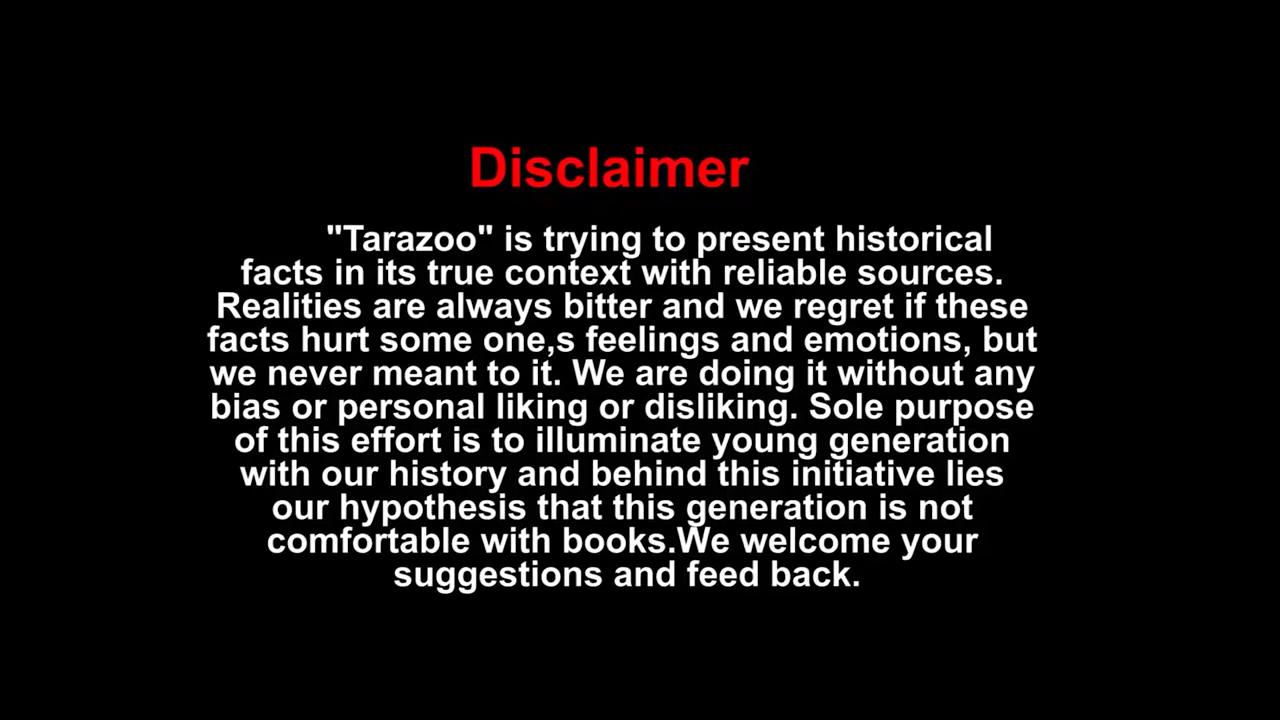 Disclaimer
"Tarazoo" is trying to present historical
facts in its true context with reliable sources.
Realities are always bitter and we regret if these
facts hurt some one,s feelings and emotions, but
we never meant to it. We are doing it without any
bias or personal liking or disliking. Sole purpose
of this effort is to illuminate young generation
with our history and behind this initiative lies
our hypothesis that this generation is not
comfortable with books.We welcome your
suggestions and feed back.